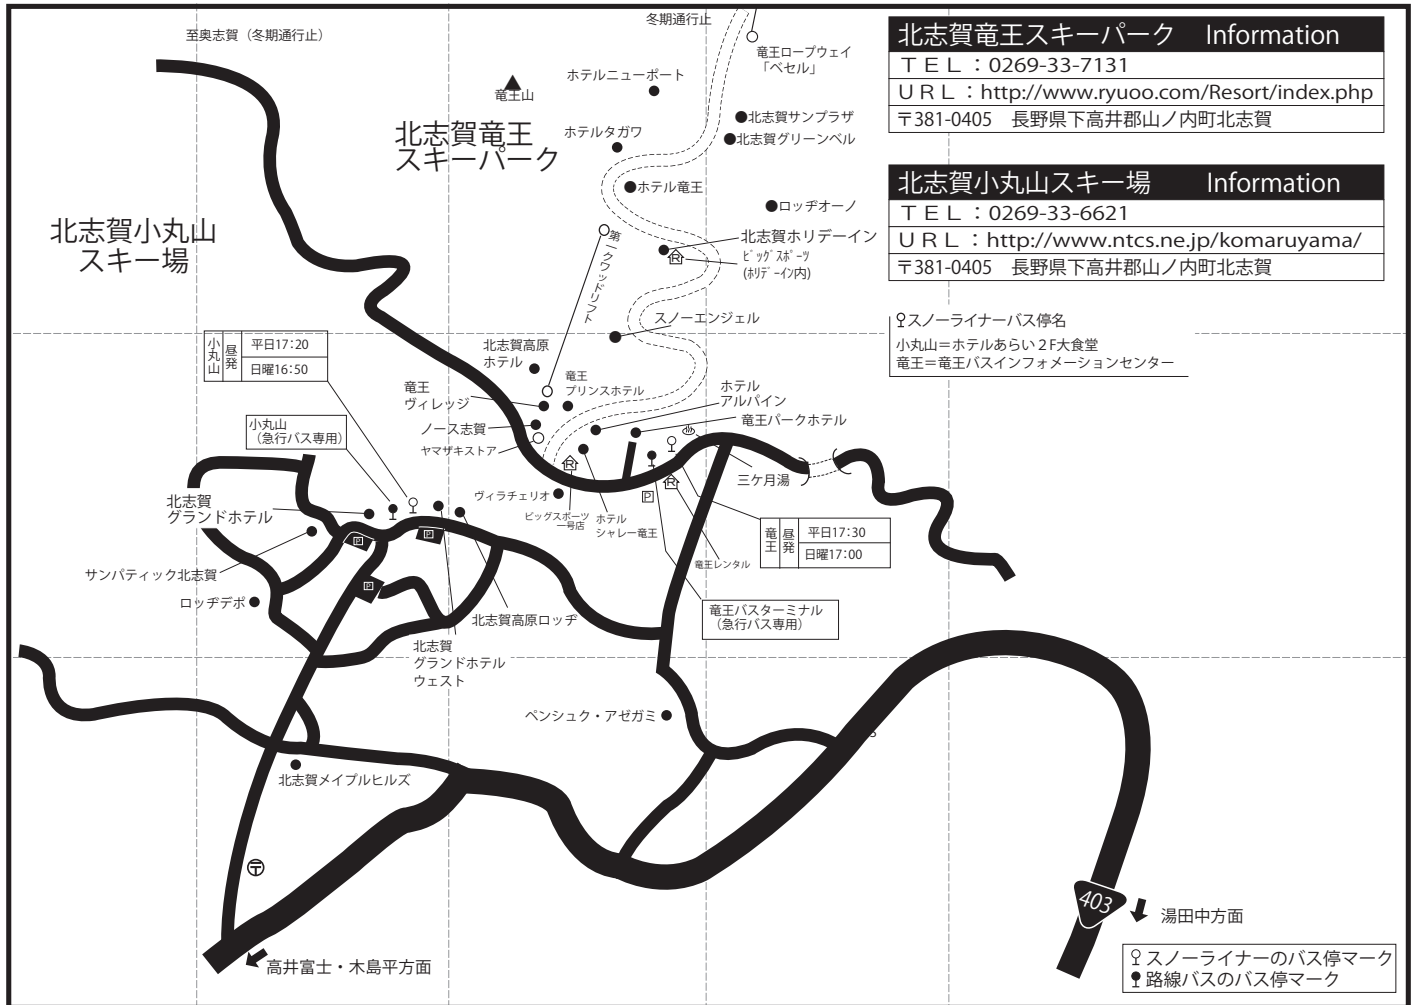 冬期通行止
至奥志賀（冬期通行止）
竜王ロープウェイ
「ベセル」
北志賀竜王スキーパーク Information
ＴＥＬ：0269-33-7131
ＵＲＬ：http://www.ryuoo.com/Resort/index.php
〒381-0405 長野県下高井郡山ノ内町北志賀
ホテルニューポート
竜王山
北志賀サンプラザ
北志賀竜王
スキーパーク
ホテルタガワ
北志賀グリーンベル
北志賀小丸山スキー場 Information
ＴＥＬ：0269-33-6621
ＵＲＬ：http://www.ntcs.ne.jp/komaruyama/
〒381-0405 長野県下高井郡山ノ内町北志賀
ホテル竜王
ロッヂオーノ
北志賀小丸山
スキー場
第一クワッドリフト
北志賀ホリデーイン
ﾋﾞｯｸﾞｽﾎﾟｰﾂ
(ﾎﾘﾃﾞｰｲﾝ内)
R
スノーエンジェル
スノーライナーバス停名
小丸山＝ホテルあらい２F大食堂
竜王＝竜王バスインフォメーションセンター
小丸山
昼発
平日17:20
日曜16:50
北志賀高原
ホテル
竜王
プリンスホテル
竜王
ヴィレッジ
ホテル
アルパイン
竜王パークホテル
小丸山
（急行バス専用）
ノース志賀
ヤマザキストア
R
三ケ月湯
R
P
北志賀
グランドホテル
ヴィラチェリオ
ビッグスポーツ
一号店
ホテル
シャレー竜王
竜王
昼発
平日17:30
日曜17:00
P
P
竜王レンタル
サンパティック北志賀
P
ロッヂデポ
竜王バスターミナル
（急行バス専用）
北志賀高原ロッヂ
北志賀
グランドホテル
ウェスト
ペンシュク・アゼガミ
北志賀メイプルヒルズ
〒
403
湯田中方面
高井富士・木島平方面
スノーライナーのバス停マーク
路線バスのバス停マーク